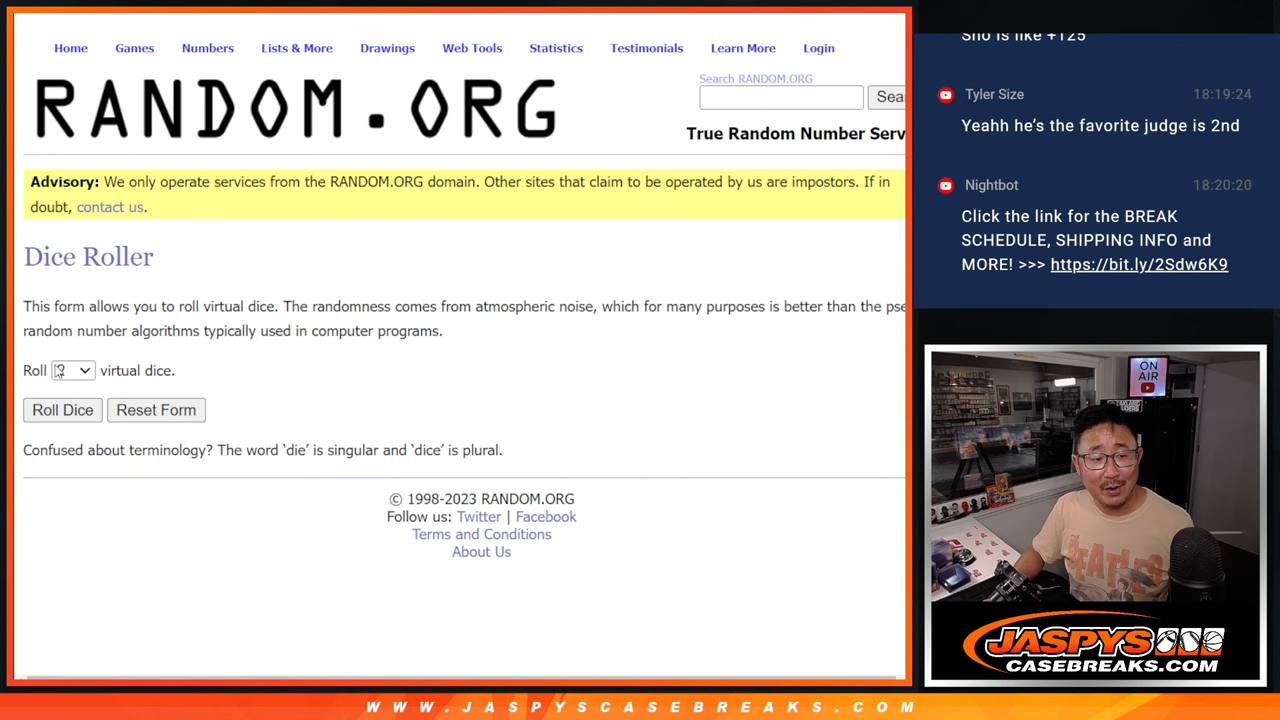 Home Games Numbers Lists & More Drawings Web Tools Statistics Testimonials Learn More Login
RANDOM.ORG
Search RANDOM.ORG
Sea
True Random Number Serv
Advisory: We only operate services from the RANDOM.ORG domain. Other sites that claim to be operated by us are impostors. If in
doubt, contact us.
Dice Roller
This form allows you to roll virtual dice. The randomness comes from atmospheric noise, which for many purposes is better than the pse
random number algorithms typically used in computer programs.
Roll virtual dice.
Roll Dice Reset Form
Confused about terminology? The word ‘die’ is singular and ‘dice’ is plural.
© 1998-2023 RANDOM.ORG
Follow us: Twitter | Facebook
Terms and Conditions
About Us
Sho is like +125
Tyler Size 18:19:24
Yeahh he’s the favorite judge is 2nd
Nightbot 18:20:20
Click the link for the BREAK
SCHEDULE, SHIPPING INFO and
MORE! >>> https://bit.ly/2Sdw6K9
ON
AIR
JASPYS
CASEBREAKS.COM
WWW.JASPYSCASEBREAKS.COM